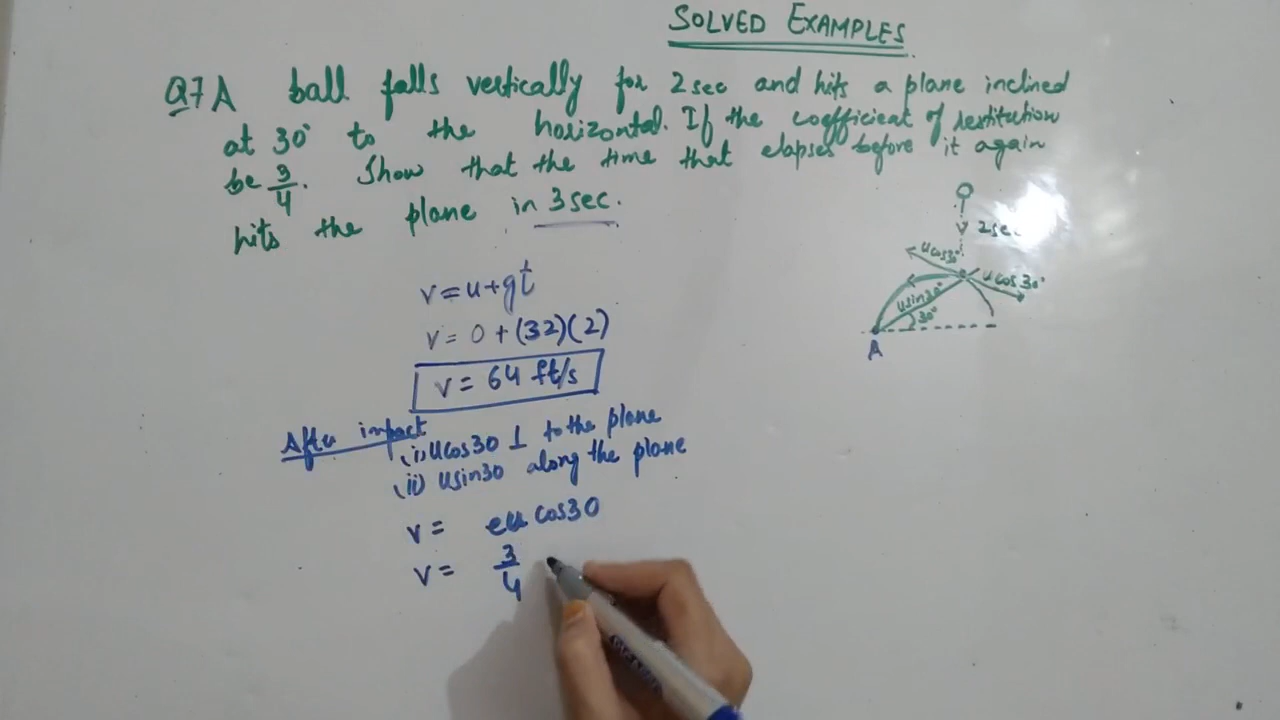 SOLVED EXAMPLES
Q7 A ball falls vertically for 2 sec and hits a plane inclined
at 30° to the horizontal. If the coefficient of restitution
be 3/4. Show that the time that elapses before it again
hits the plane in 3 sec.
2 sec
u cos 30°
u cos 30°
u sin 30°
30°
A
v = u + gt
v = 0 + (32)(2)
v = 64 ft/s
After impact
(i) u cos 30 ⊥ to the plane
(ii) u sin 30 along the plane
v = eu cos 30
v = 3/4